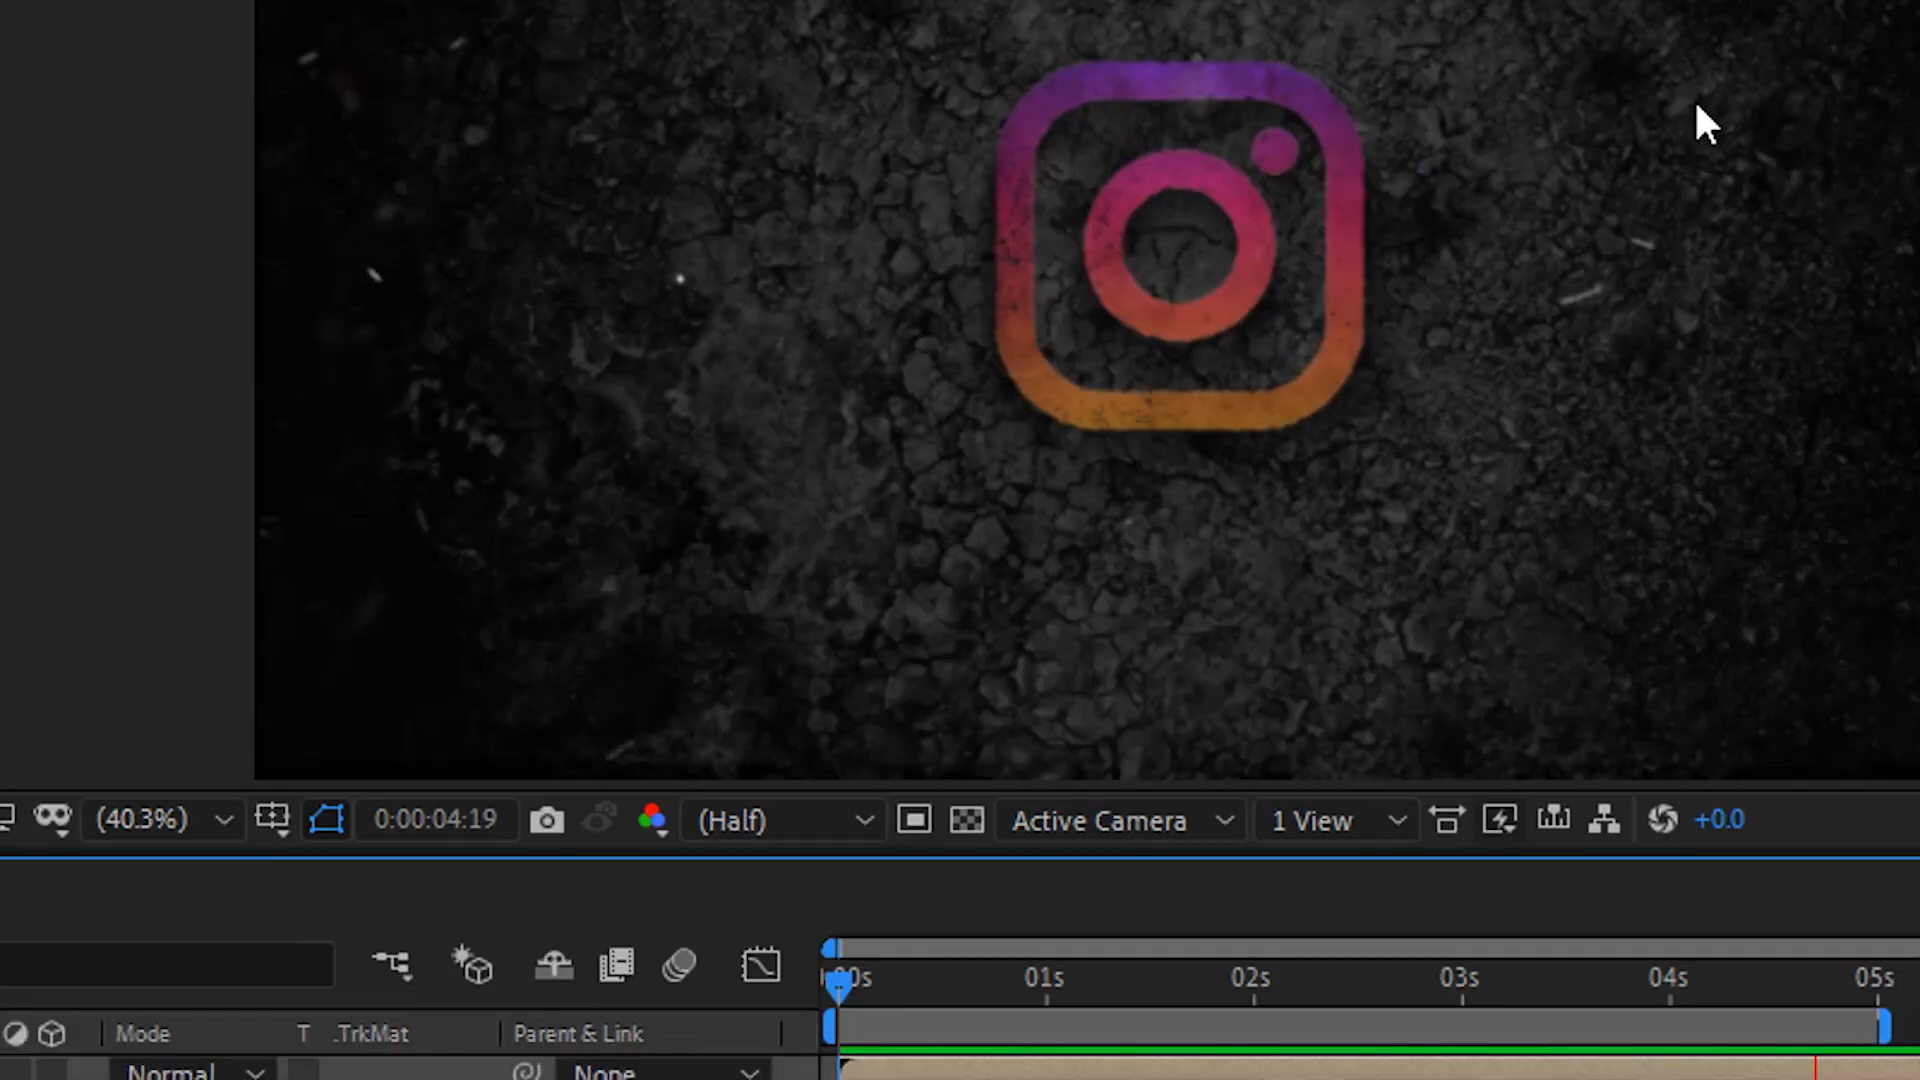 (40.3%) 0:00:04:19 (Half) Active Camera 1 View +0.0
00s 01s 02s 03s 04s 05s
Mode T .TrkMat Parent & Link
Normal None